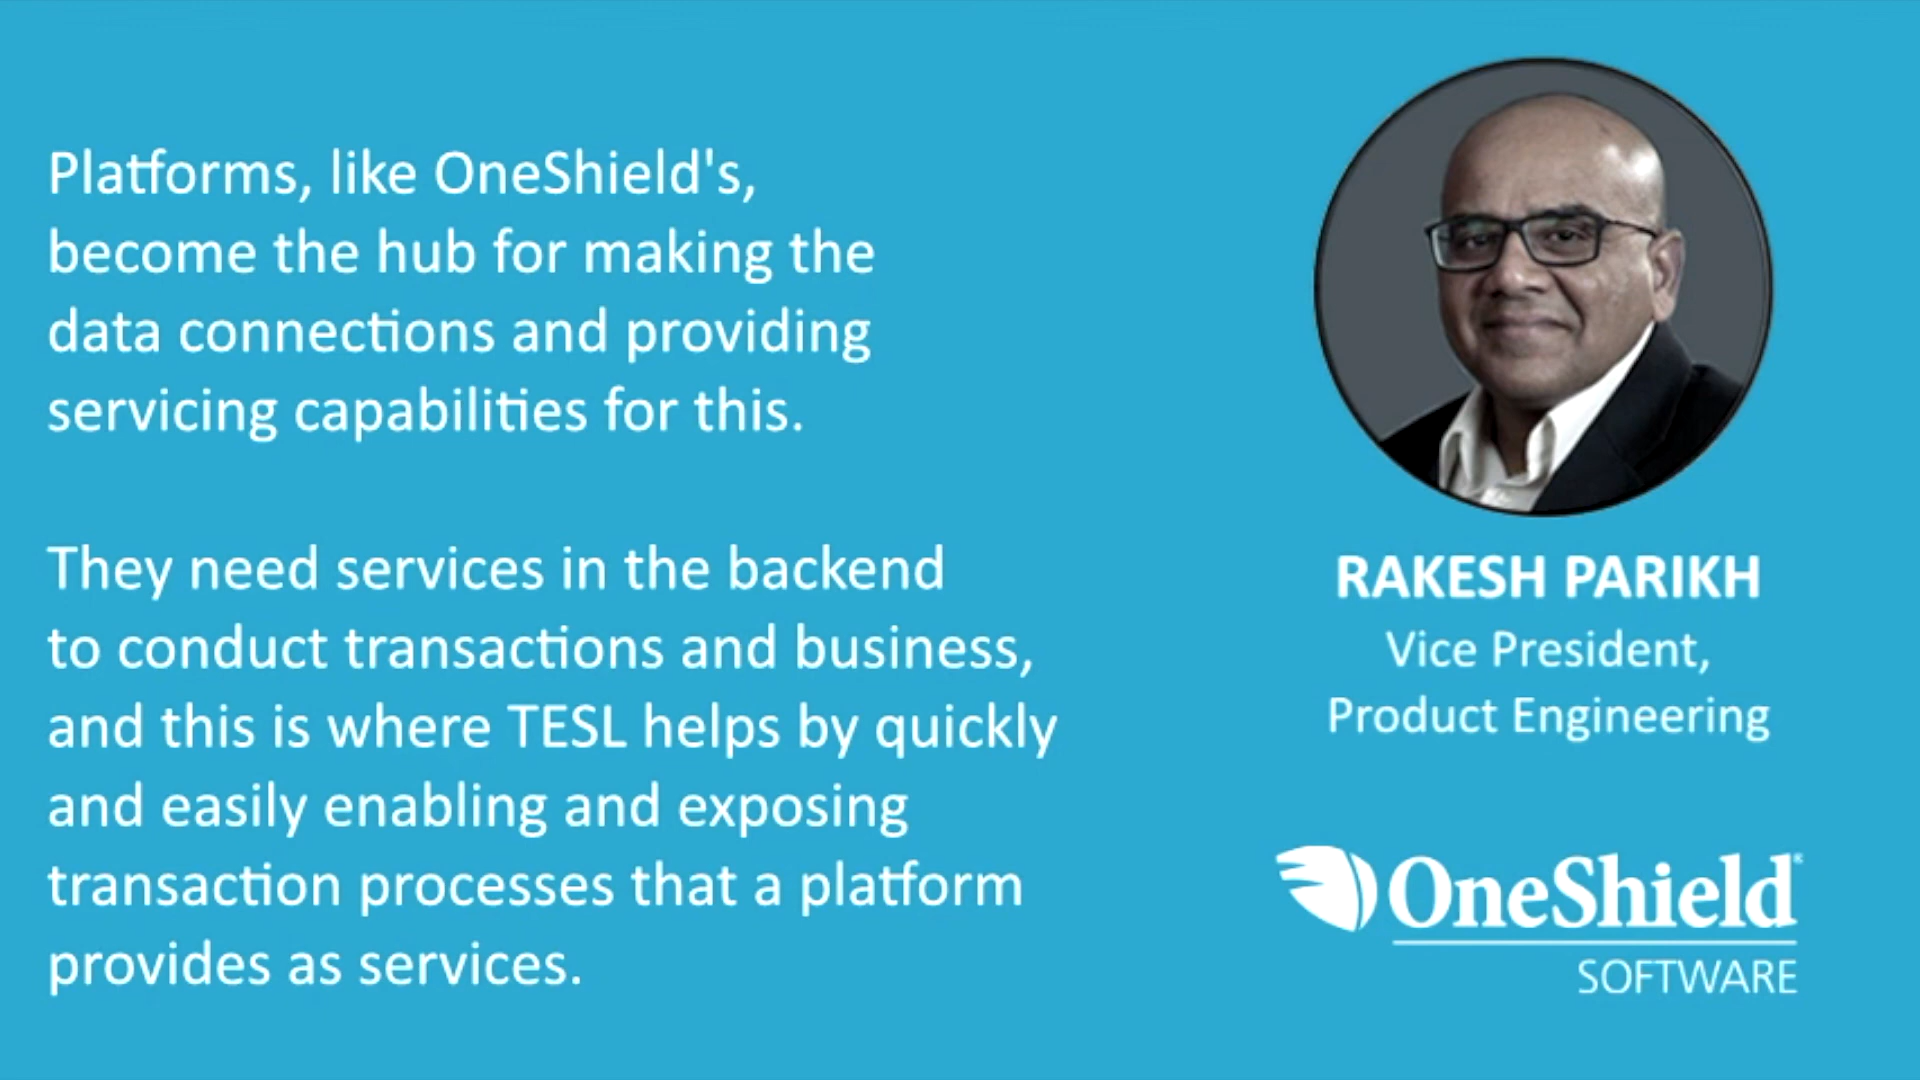 Platforms, like OneShield's,
become the hub for making the
data connections and providing
servicing capabilities for this.
They need services in the backend
to conduct transactions and business,
and this is where TESL helps by quickly
and easily enabling and exposing
transaction processes that a platform
provides as services.
RAKESH PARIKH
Vice President,
Product Engineering
OneShield®
SOFTWARE